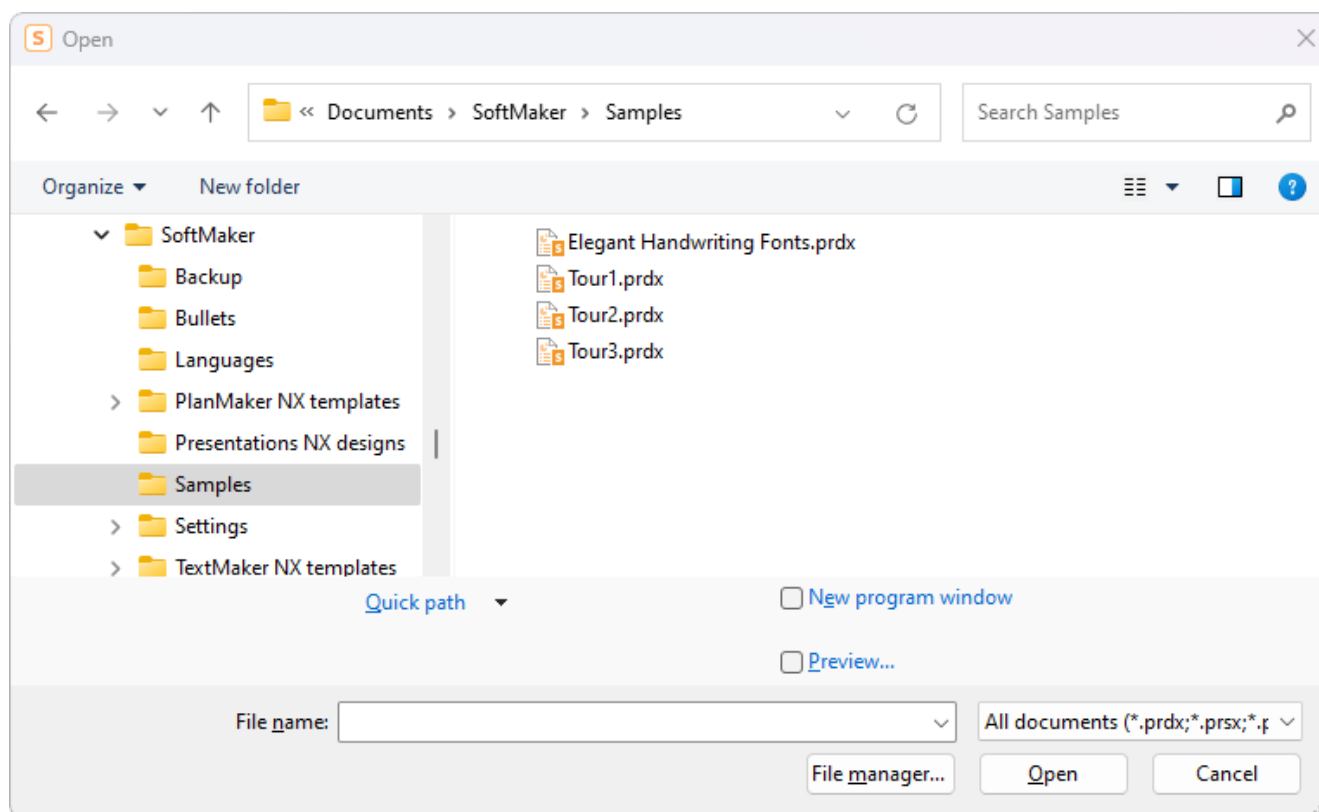 S Open
« Documents > SoftMaker > Samples
Search Samples
Organize
New folder
?
SoftMaker
Backup
Bullets
Languages
PlanMaker NX templates
Presentations NX designs
Samples
Settings
TextMaker NX templates
Elegant Handwriting Fonts.prdx
Tour1.prdx
Tour2.prdx
Tour3.prdx
Quick path
New program window
Preview...
File name:
All documents (*.prdx;*.prsx;*.p
File manager...
Open
Cancel